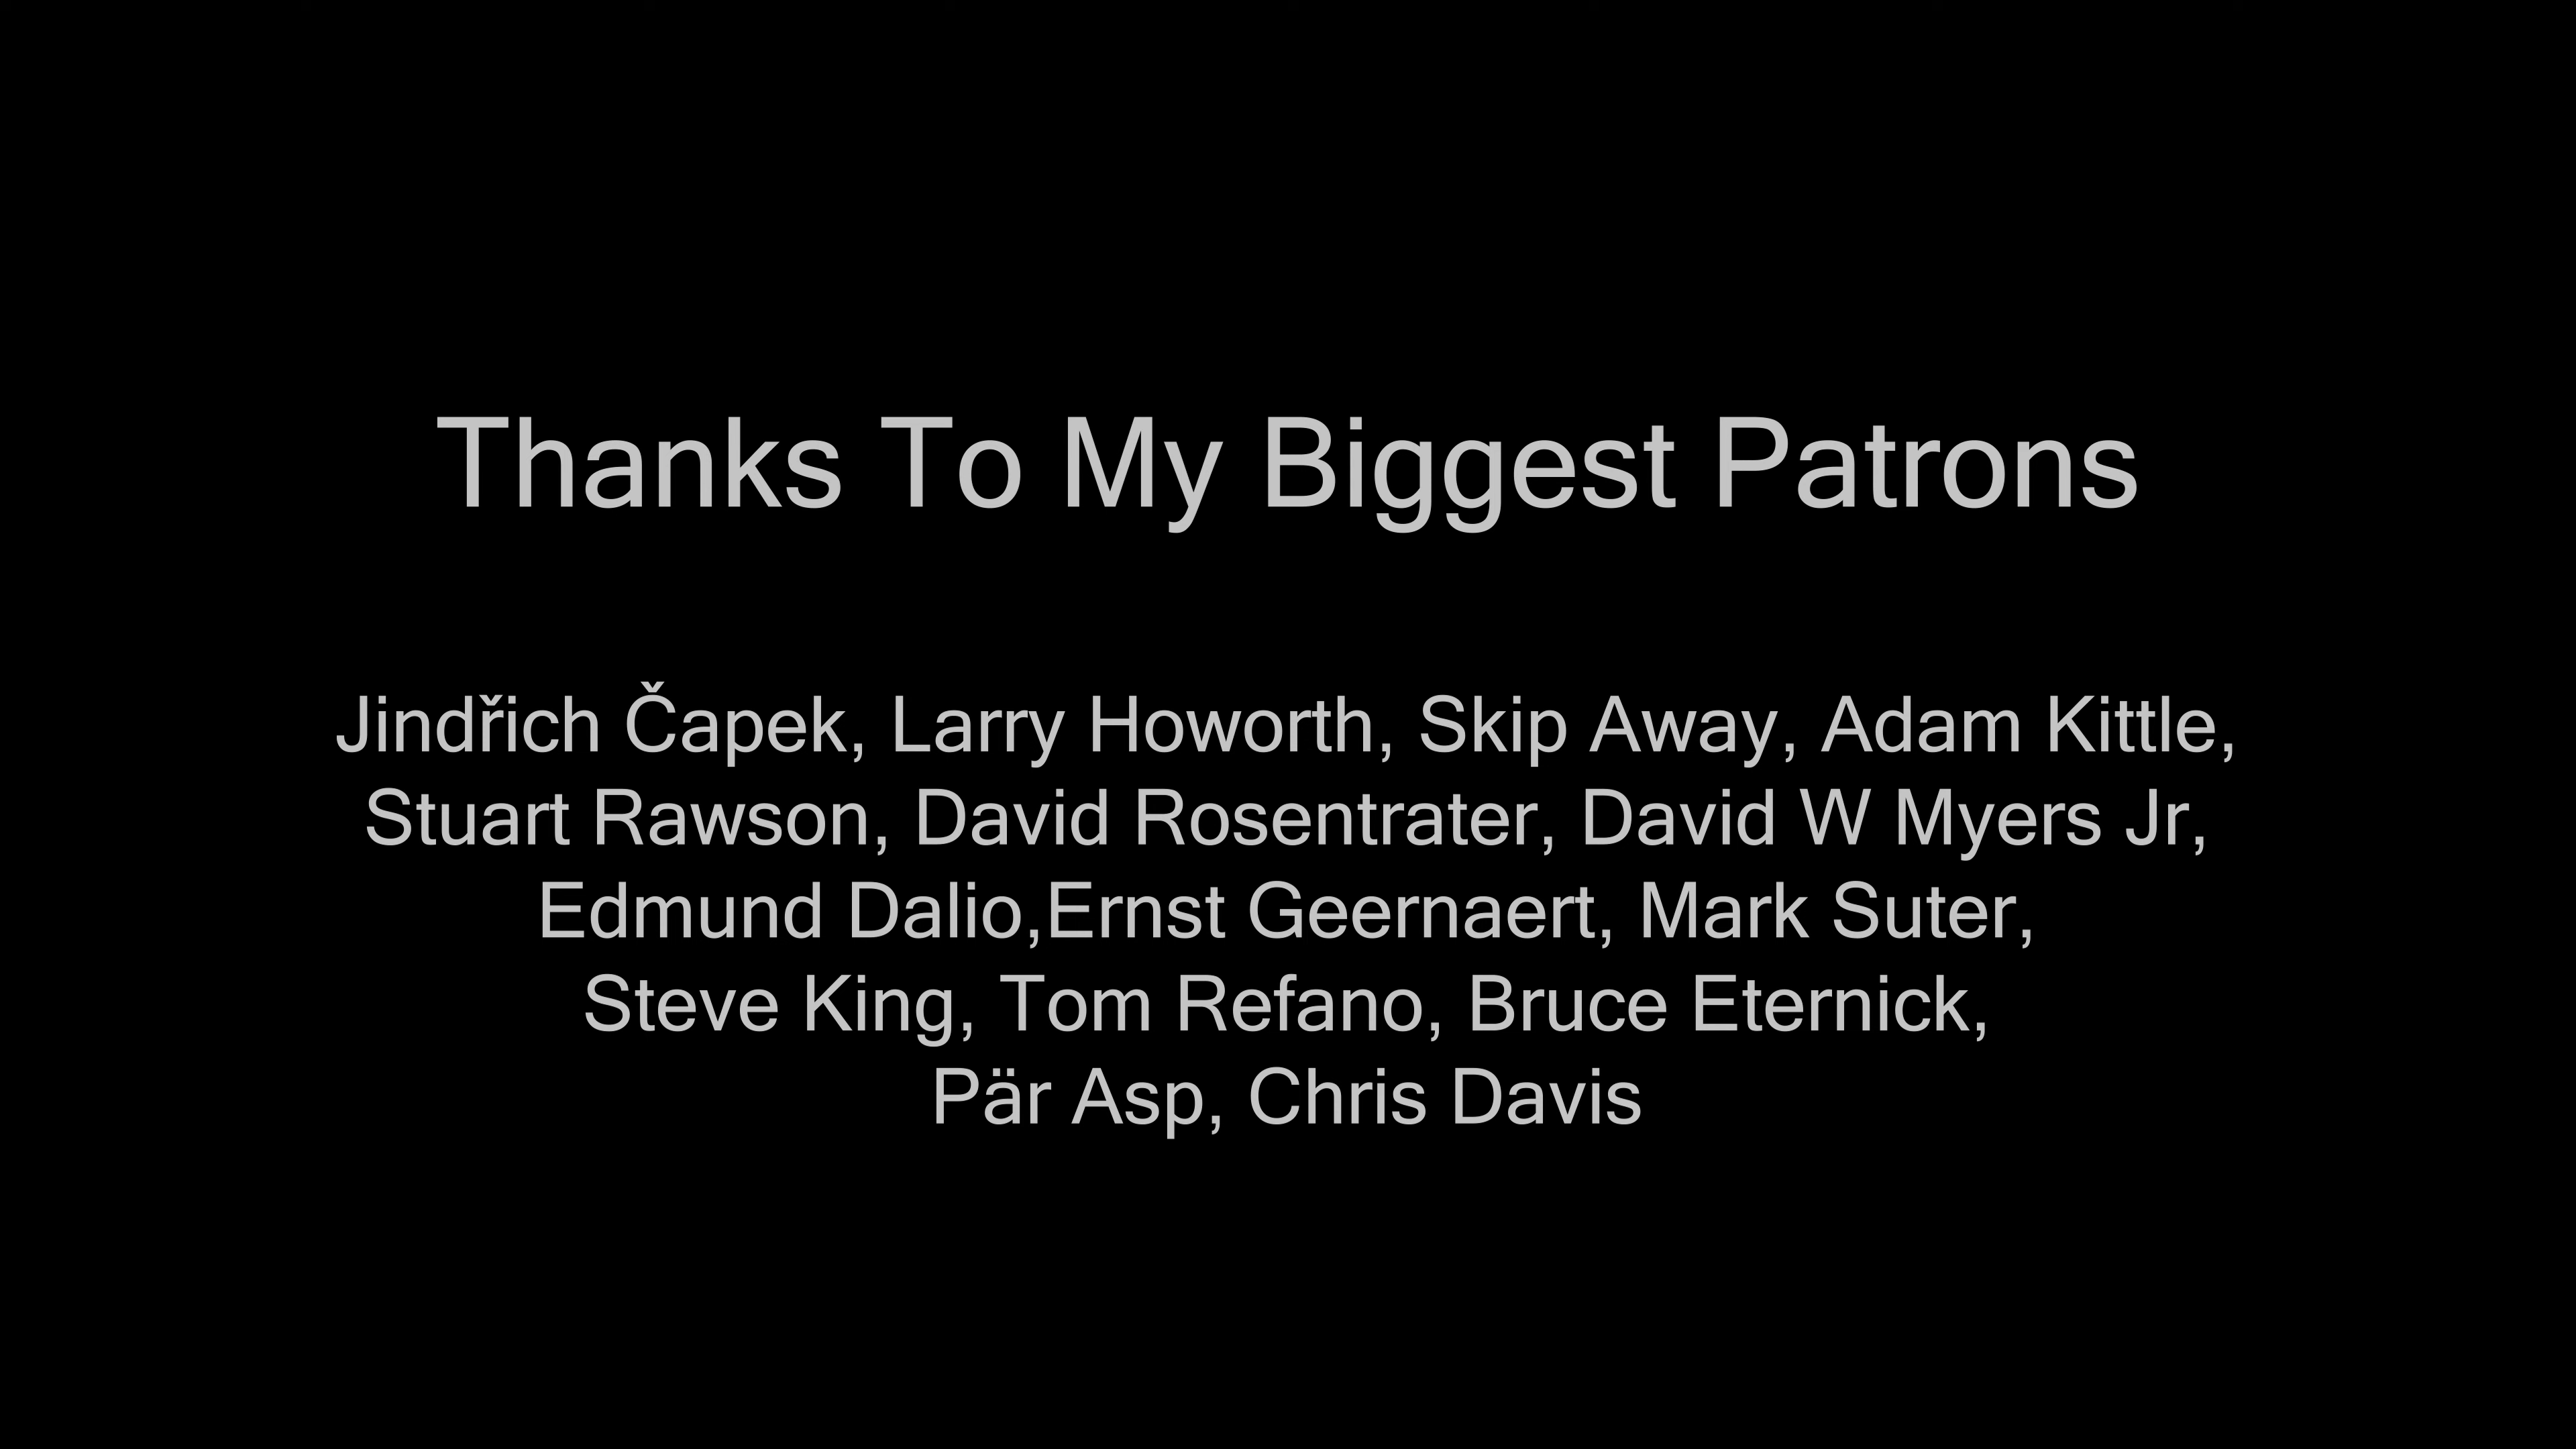 Thanks To My Biggest Patrons
Jindřich Čapek, Larry Howorth, Skip Away, Adam Kittle,
Stuart Rawson, David Rosentrater, David W Myers Jr,
Edmund Dalio,Ernst Geernaert, Mark Suter,
Steve King, Tom Refano, Bruce Eternick,
Pär Asp, Chris Davis